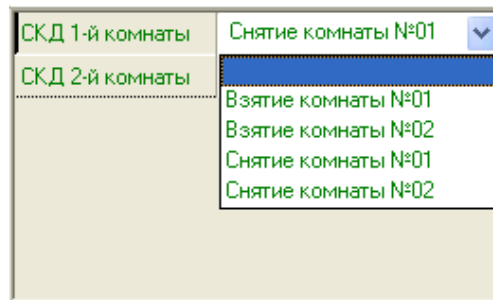 СКД 1-й комнаты Снятие комнаты №01
СКД 2-й комнаты
Взятие комнаты №01
Взятие комнаты №02
Снятие комнаты №01
Снятие комнаты №02